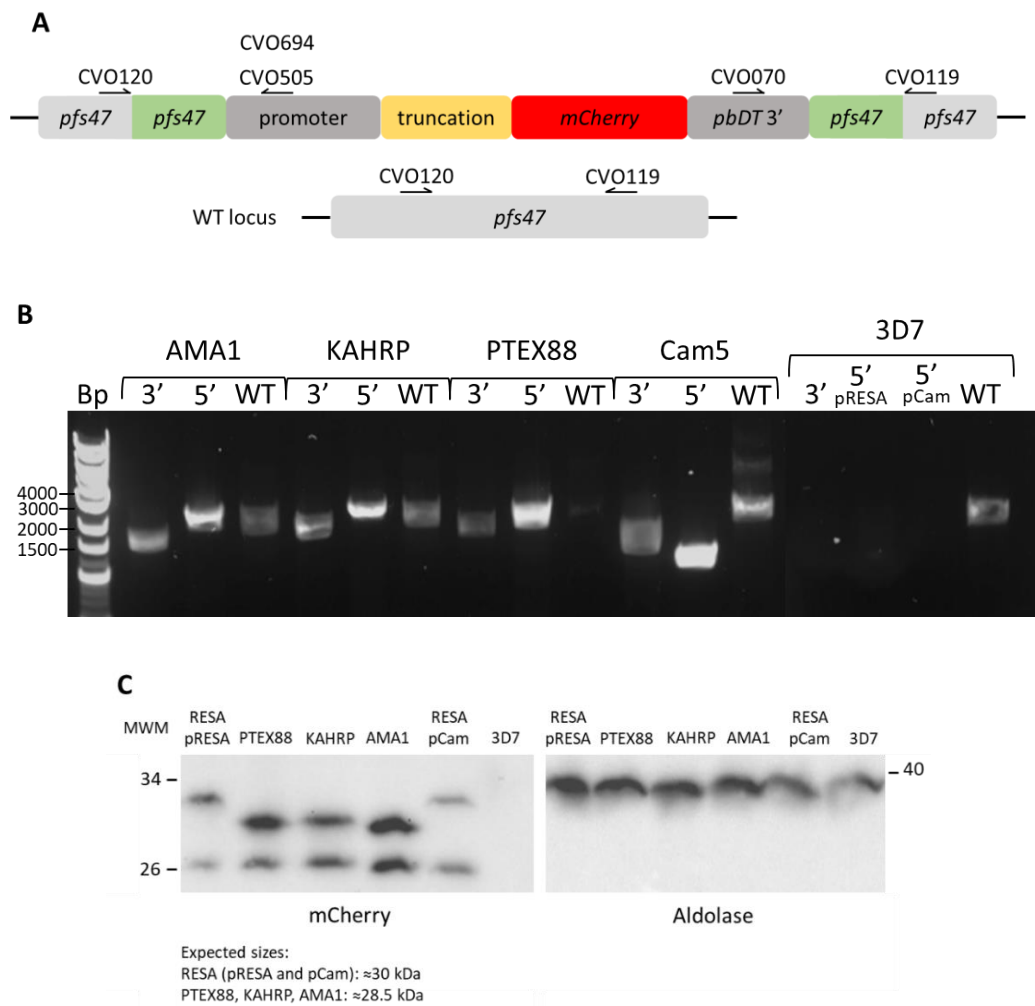 A
CVO694
CVO120 CVO505 CVO070 CVO119
pfs47 pfs47 promoter truncation mCherry pbDT 3’ pfs47 pfs47
CVO120 CVO119
WT locus pfs47
B
AMA1 KAHRP PTEX88 Cam5 3D7
Bp 3’ 5’ WT 3’ 5’ WT 3’ 5’ WT 3’ 5’ WT 3’ 5’ pRESA 5’ pCam WT
4000
3000
2000
1500
C
MWM RESA pRESA PTEX88 KAHRP AMA1 RESA pCam 3D7 RESA pRESA PTEX88 KAHRP AMA1 RESA pCam 3D7
34 40
26
mCherry Aldolase
Expected sizes:
RESA (pRESA and pCam): ≈30 kDa
PTEX88, KAHRP, AMA1: ≈28.5 kDa